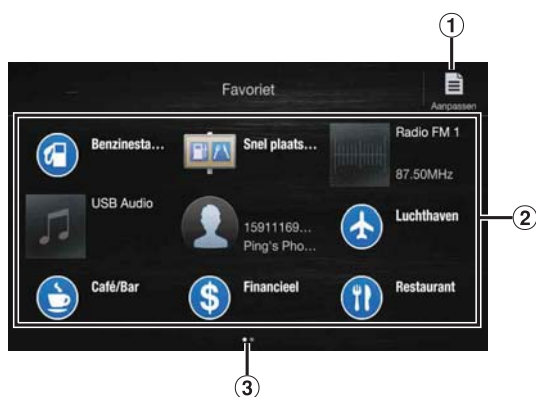 1
Favoriet
Aanpassen
Benzinesta...
Snel plaats...
Radio FM 1
87.50MHz
USB Audio
15911169...
Ping's Pho...
Luchthaven
2
Café/Bar
Financieel
Restaurant
3